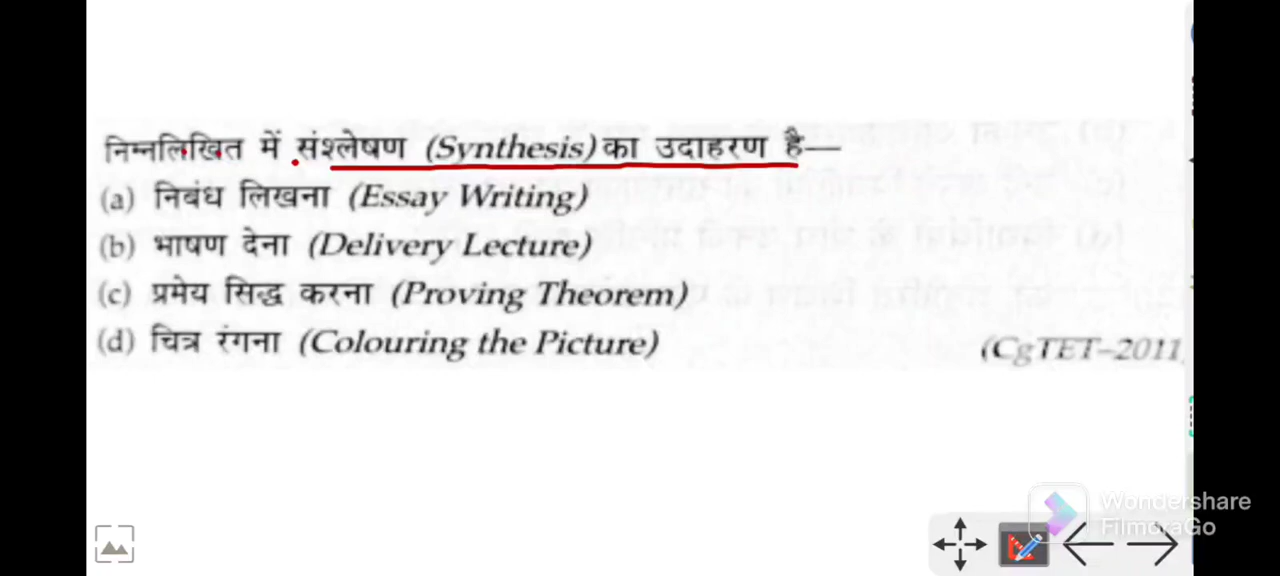 निम्नलिखित में संश्लेषण (Synthesis) का उदाहरण है—
(a) निबंध लिखना (Essay Writing)
(b) भाषण देना (Delivery Lecture)
(c) प्रमेय सिद्ध करना (Proving Theorem)
(d) चित्र रंगना (Colouring the Picture)
(CgTET–2011
Wondershare
FilmoraGo